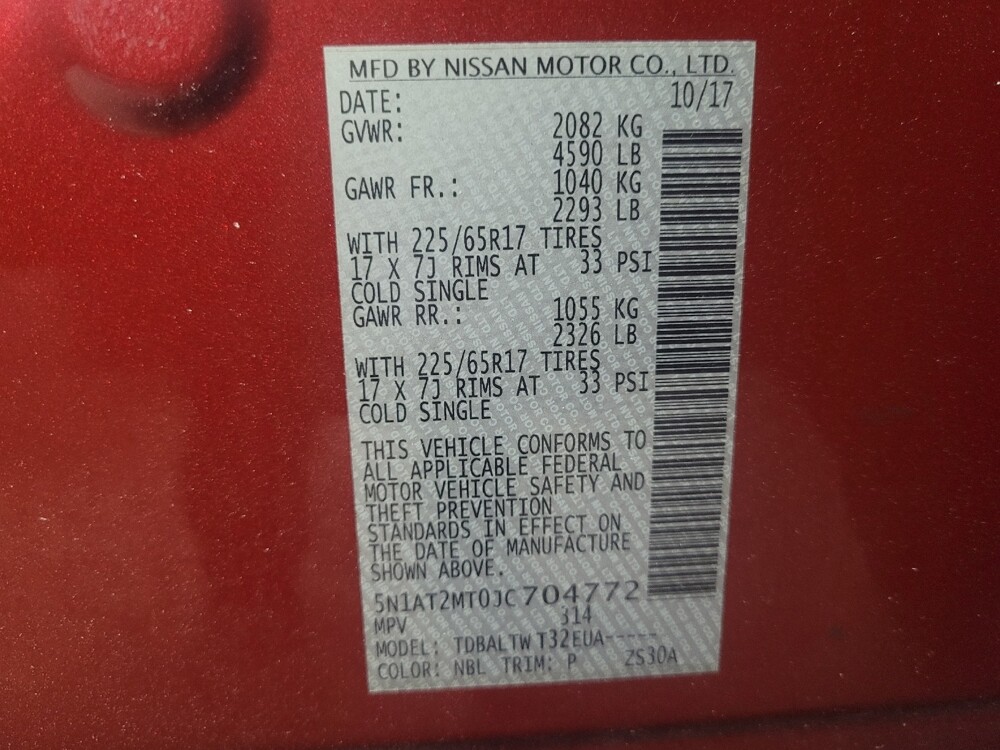 MFD BY NISSAN MOTOR CO., LTD.
DATE: 10/17
GVWR: 2082 KG
4590 LB
GAWR FR.: 1040 KG
2293 LB
WITH 225/65R17 TIRES
17 X 7J RIMS AT 33 PSI
COLD SINGLE
GAWR RR.: 1055 KG
2326 LB
WITH 225/65R17 TIRES
17 X 7J RIMS AT 33 PSI
COLD SINGLE
THIS VEHICLE CONFORMS TO
ALL APPLICABLE FEDERAL
MOTOR VEHICLE SAFETY AND
THEFT PREVENTION
STANDARDS IN EFFECT ON
THE DATE OF MANUFACTURE
SHOWN ABOVE.
5N1AT2MT0JC704772
MPV 314
MODEL: TDBALTW T32EUA-----
COLOR: NBL TRIM: P ZS30A